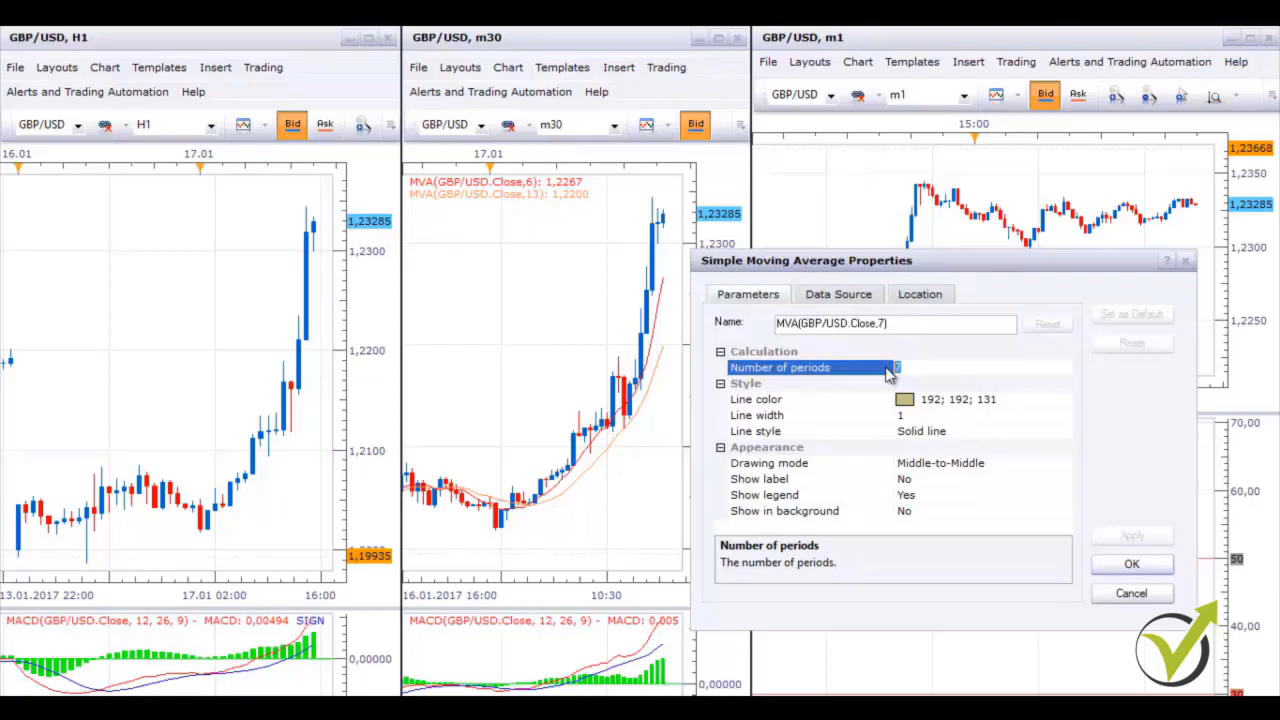 GBP/USD, H1
File Layouts Chart Templates Insert Trading
Alerts and Trading Automation Help
GBP/USD H1 Bid Ask
16.01 17.01
1,23285
1,2300
1,2200
1,2100
1,19935
13.01.2017 22:00 17.01 02:00 16:00
MACD(GBP/USD.Close, 12, 26, 9) - MACD: 0,00494 SIGN
0,00000
GBP/USD, m30
File Layouts Chart Templates Insert Trading
Alerts and Trading Automation Help
GBP/USD m30 Bid
17.01
MVA(GBP/USD.Close,6): 1,2267
MVA(GBP/USD.Close,13): 1,2200
1,23285
1,2300
16.01.2017 16:00 10:30
MACD(GBP/USD.Close, 12, 26, 9) - MACD: 0,005
0,00000
GBP/USD, m1
File Layouts Chart Templates Insert Trading Alerts and Trading Automation Help
GBP/USD m1 Bid Ask
15:00
1,23668
1,2350
1,23285
1,2300
1,2250
70,00
60,00
50
40,00
30
Simple Moving Average Properties
Parameters Data Source Location
Name: MVA(GBP/USD.Close,7) Reset
Set as Default
Reset
Calculation
Number of periods 7
Style
Line color 192; 192; 131
Line width 1
Line style Solid line
Appearance
Drawing mode Middle-to-Middle
Show label No
Show legend Yes
Show in background No
Number of periods
The number of periods.
Apply
OK
Cancel